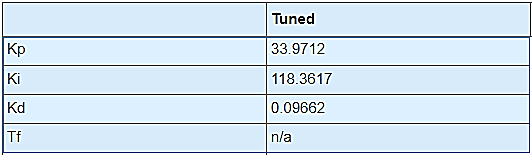 Tuned
Kp 33.9712
Ki 118.3617
Kd 0.09662
Tf n/a